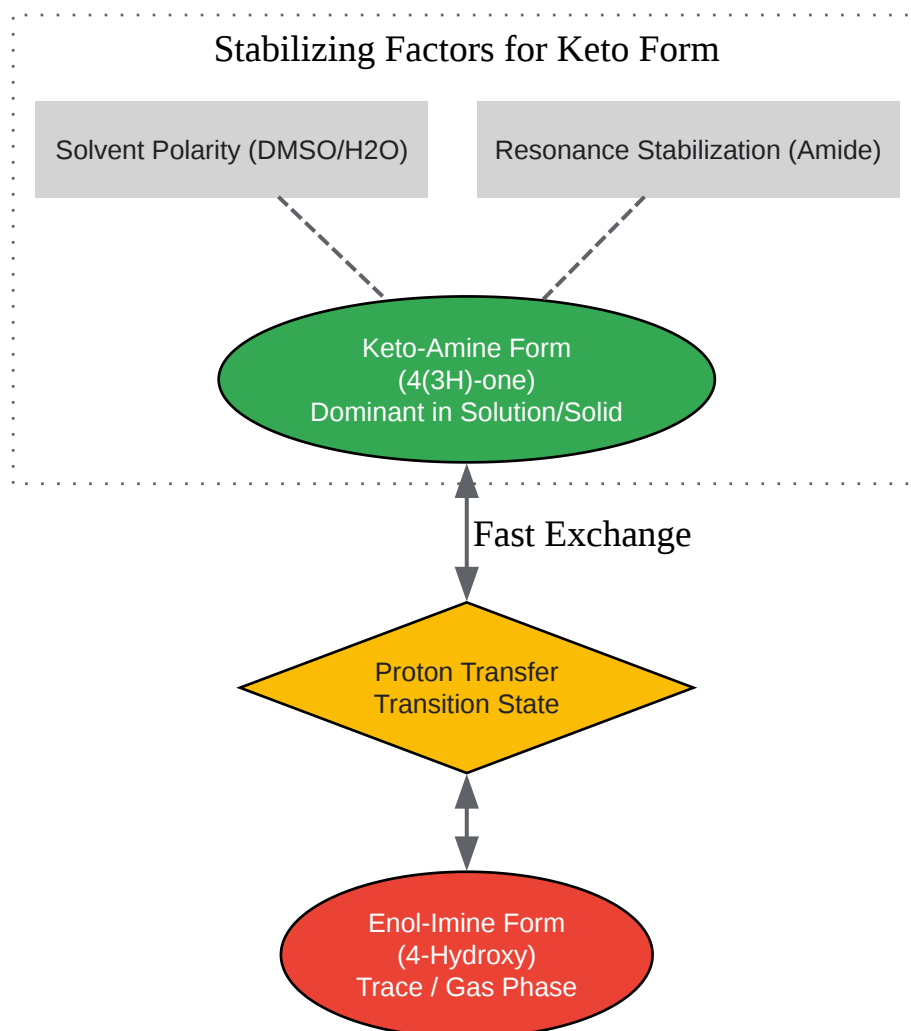 Stabilizing Factors for Keto Form
Solvent Polarity (DMSO/H2O)
Resonance Stabilization (Amide)
Keto-Amine Form
(4(3H)-one)
Dominant in Solution/Solid
Fast Exchange
Proton Transfer
Transition State
Enol-Imine Form
(4-Hydroxy)
Trace / Gas Phase